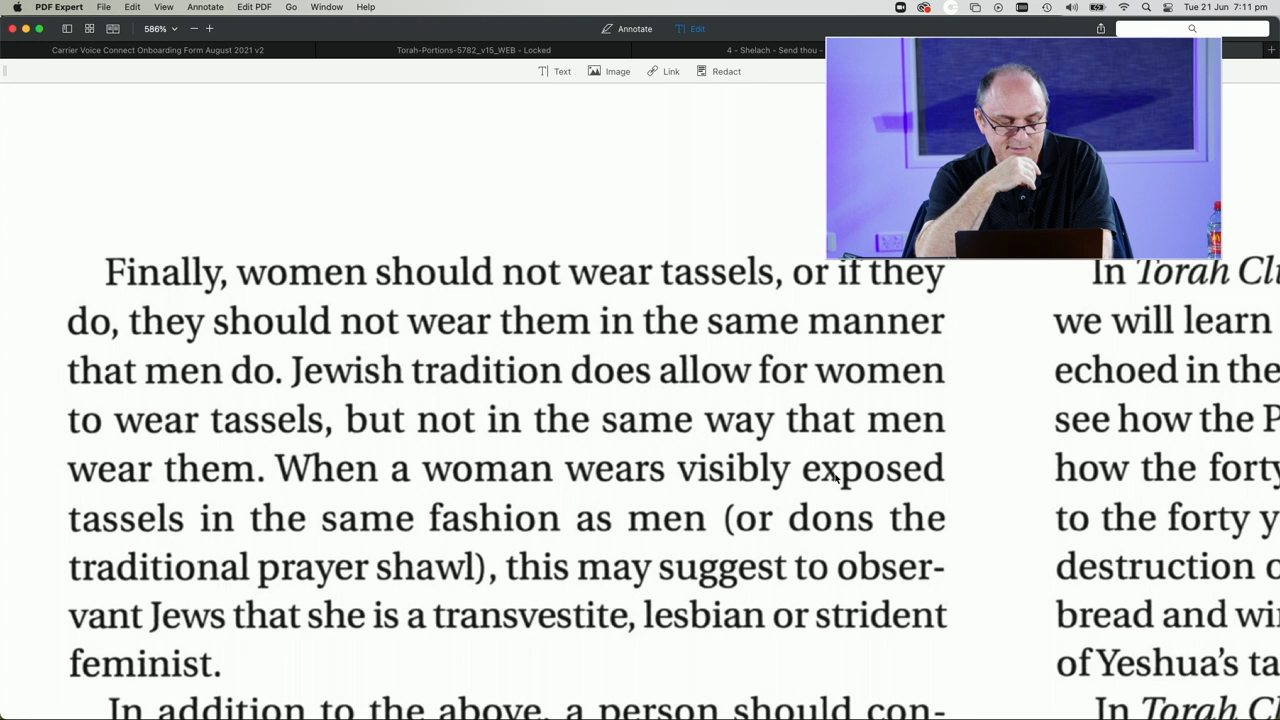 PDF Expert File Edit View Annotate Edit PDF Go Window Help Tue 21 Jun 7:11 pm
586% Annotate Edit
Carrier Voice Connect Onboarding Form August 2021 v2 Torah-Portions-5782_v15_WEB - Locked 4 - Shelach - Send thou -
Text Image Link Redact
Finally, women should not wear tassels, or if they
do, they should not wear them in the same manner
that men do. Jewish tradition does allow for women
to wear tassels, but not in the same way that men
wear them. When a woman wears visibly exposed
tassels in the same fashion as men (or dons the
traditional prayer shawl), this may suggest to obser-
vant Jews that she is a transvestite, lesbian or strident
feminist.
In addition to the above, a person should con-
In Torah Cl
we will learn
echoed in the
see how the P
how the forty
to the forty y
destruction o
bread and wi
of Yeshua's ta
In Torah Cl